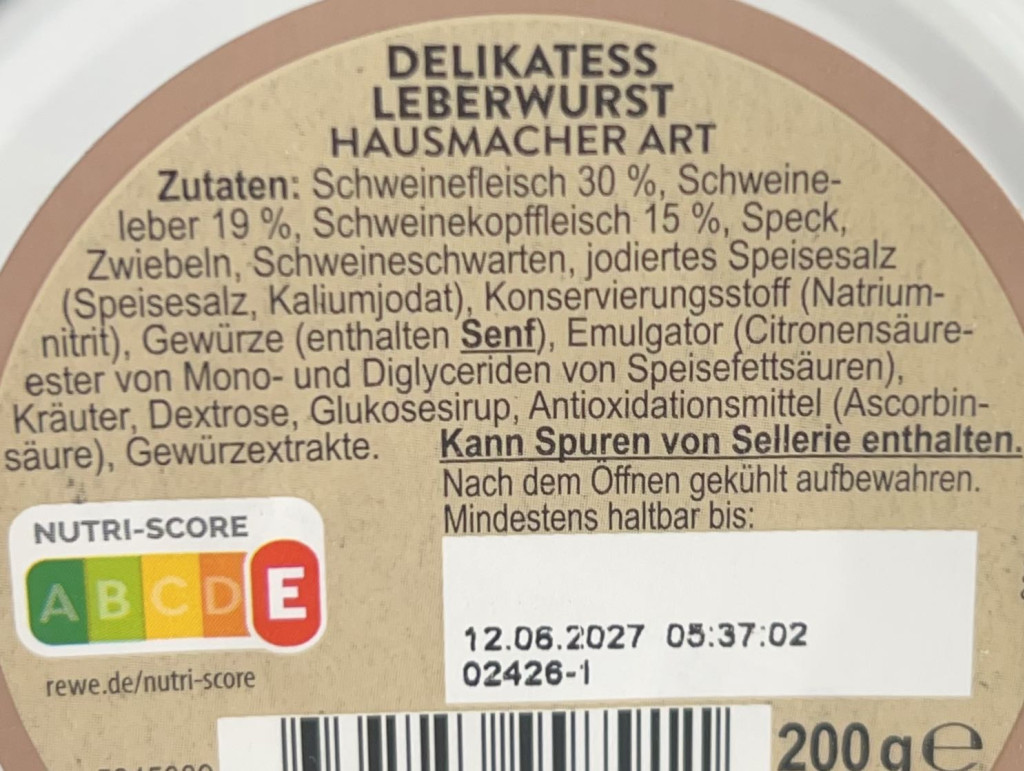 DELIKATESS
LEBERWURST
HAUSMACHER ART
Zutaten: Schweinefleisch 30 %, Schweine-
leber 19 %, Schweinekopffleisch 15 %, Speck,
Zwiebeln, Schweineschwarten, jodiertes Speisesalz
(Speisesalz, Kaliumjodat), Konservierungsstoff (Natrium-
nitrit), Gewürze (enthalten Senf), Emulgator (Citronensäure-
ester von Mono- und Diglyceriden von Speisefettsäuren),
Kräuter, Dextrose, Glukosesirup, Antioxidationsmittel (Ascorbin-
säure), Gewürzextrakte. Kann Spuren von Sellerie enthalten.
Nach dem Öffnen gekühlt aufbewahren.
Mindestens haltbar bis:
NUTRI-SCORE
A B C D E
rewe.de/nutri-score
12.06.2027 05:37:02
02426-1
200 g e